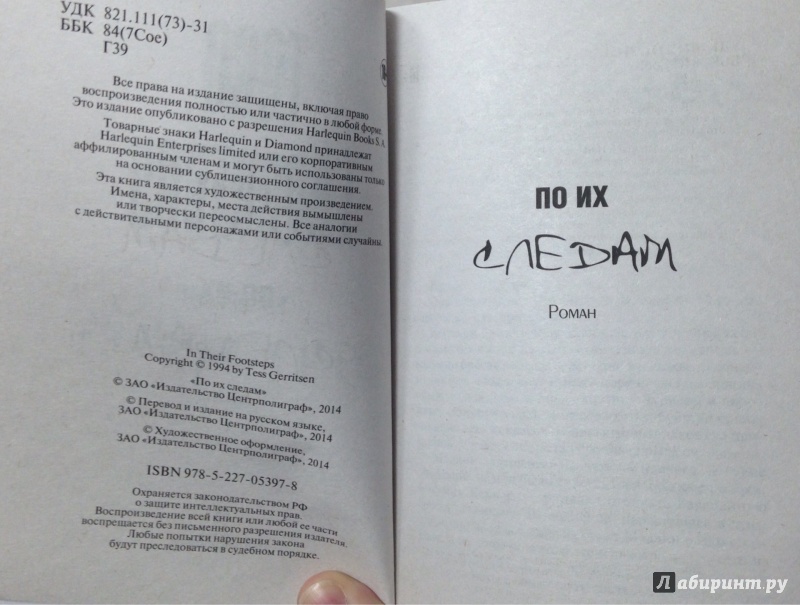 УДК 821.111(73)-31
ББК 84(7Сое)
Г39
Все права на издание защищены, включая право
воспроизведения полностью или частично в любой форме.
Это издание опубликовано с разрешения Harlequin Books S. A.
Товарные знаки Harlequin и Diamond принадлежат
Harlequin Enterprises limited или его корпоративным
аффилированным членам и могут быть использованы только
на основании сублицензионного соглашения.
Эта книга является художественным произведением.
Имена, характеры, места действия вымышлены
или творчески переосмыслены. Все аналогии
с действительными персонажами или событиями случайны.
In Their Footsteps
Copyright © 1994 by Tess Gerritsen
«По их следам»
© ЗАО «Издательство Центрполиграф», 2014
© Перевод и издание на русском языке,
ЗАО «Издательство Центрполиграф», 2014
© Художественное оформление,
ЗАО «Издательство Центрполиграф», 2014
ISBN 978-5-227-05397-8
Охраняется законодательством РФ
о защите интеллектуальных прав.
Воспроизведение всей книги или любой ее части
воспрещается без письменного разрешения издателя.
Любые попытки нарушения закона
будут преследоваться в судебном порядке.
ПО ИХ
СЛЕДАМ
Роман
Лабиринт.ру